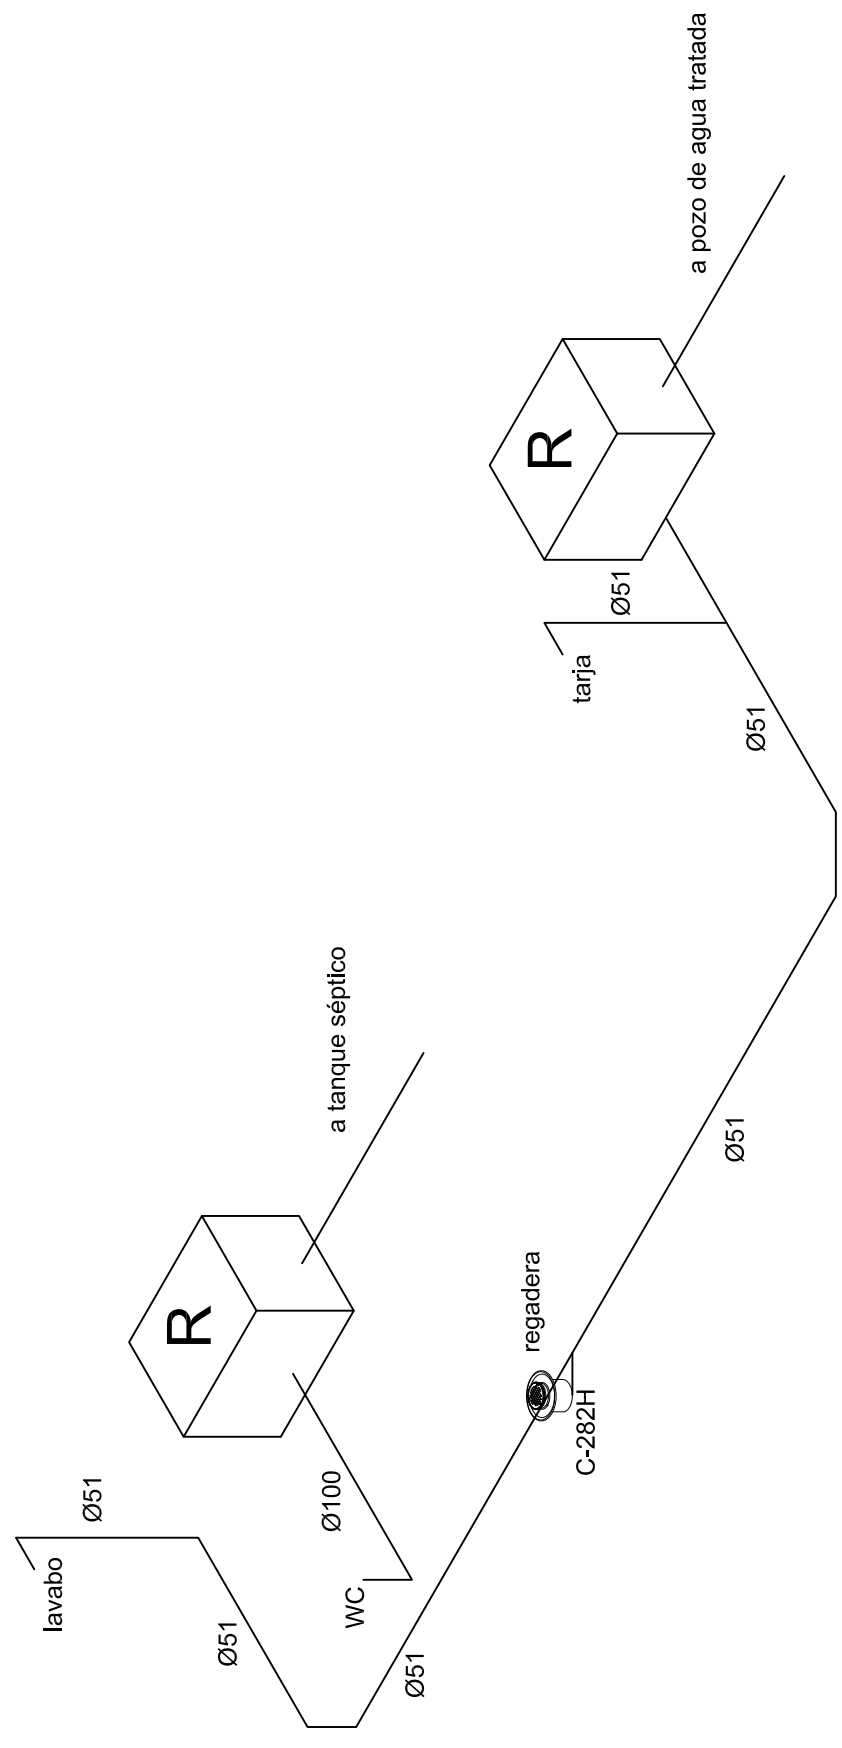 lavabo
Ø51
Ø51
WC
Ø100
R
a tanque séptico
Ø51
C-282H
regadera
Ø51
Ø51
tarja
Ø51
R
a pozo de agua tratada